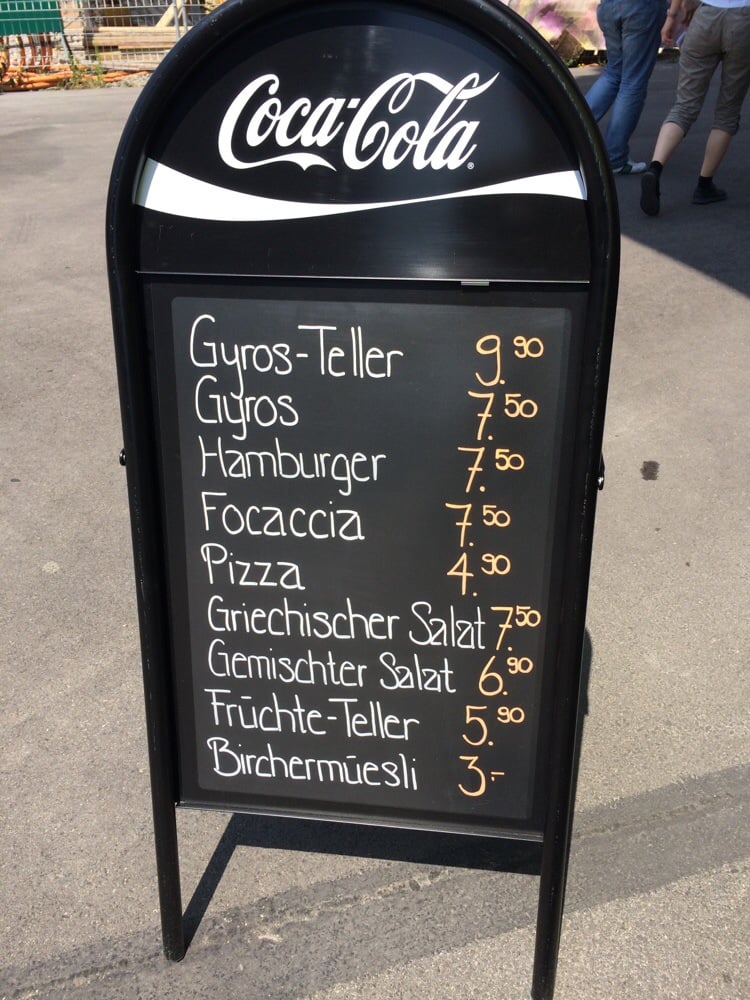 Coca-Cola®
Gyros-Teller 9.90
Gyros 7.50
Hamburger 7.50
Focaccia 7.50
Pizza 4.90
Griechischer Salat 7.50
Gemischter Salat 6.90
Früchte-Teller 5.90
Birchermüesli 3.-